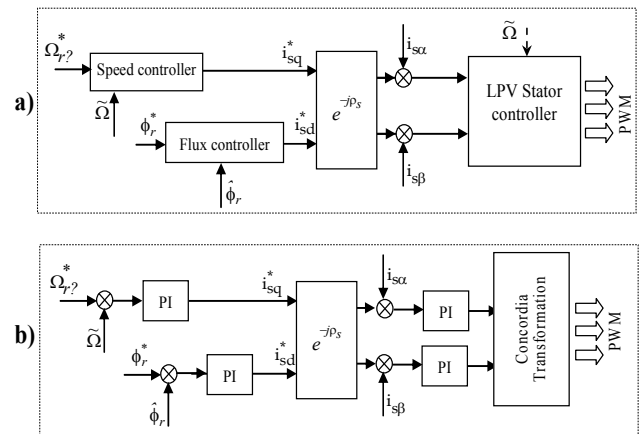 a)
Ω*r?
Speed controller
Ω̃
i*sq
ϕ*r
Flux controller
i*sd
ϕ̂r
e^−jρs
isα
isβ
Ω̃
LPV Stator
controller
PWM
b)
Ω*r?
Ω̃
PI
i*sq
ϕ*r
ϕ̂r
PI
i*sd
e^−jρs
isα
PI
isβ
PI
Concordia
Transformation
PWM